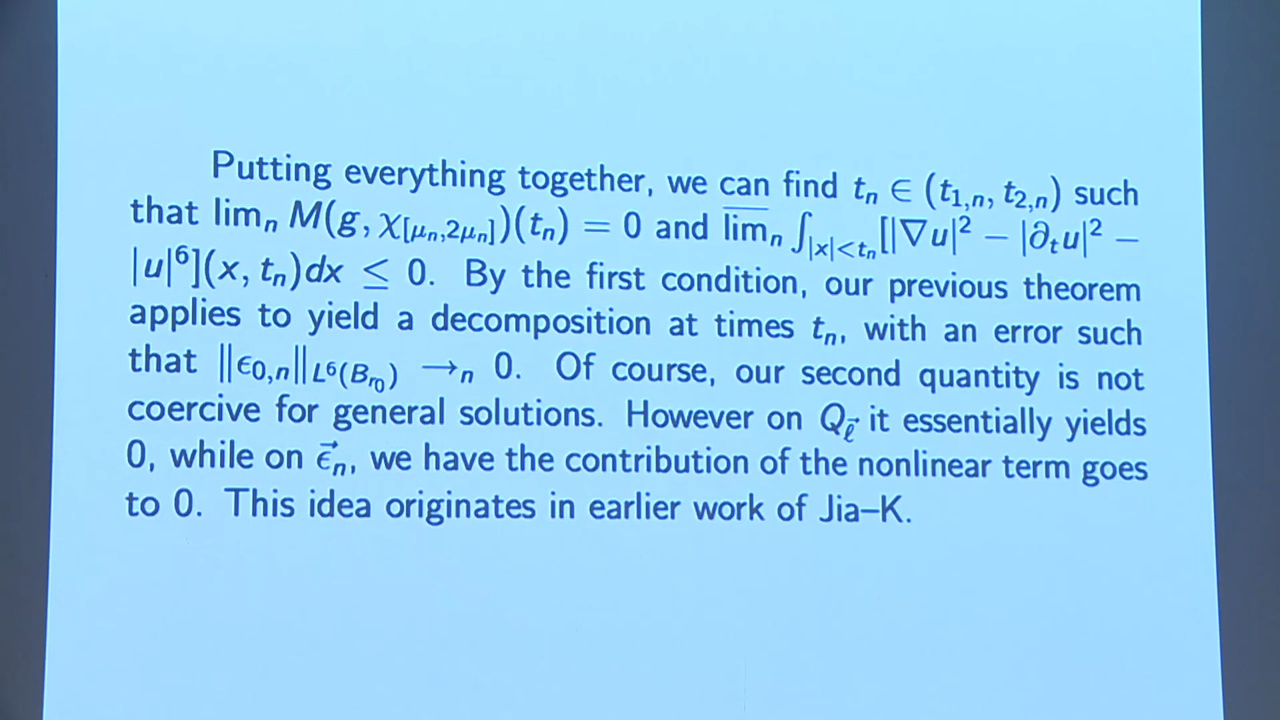 Putting everything together, we can find tₙ ∈ (t₁,ₙ, t₂,ₙ) such
that limₙ M(g, χ[μₙ,2μₙ])(tₙ) = 0 and l̅i̅m̅ₙ ∫|x|<tₙ[|∇u|² − |∂ₜu|² −
|u|⁶](x, tₙ)dx ≤ 0. By the first condition, our previous theorem
applies to yield a decomposition at times tₙ, with an error such
that ||ϵ₀,ₙ||L⁶(Br₀) →ₙ 0. Of course, our second quantity is not
coercive for general solutions. However on Q_ℓ⃗ it essentially yields
0, while on ϵ⃗ₙ, we have the contribution of the nonlinear term goes
to 0. This idea originates in earlier work of Jia–K.